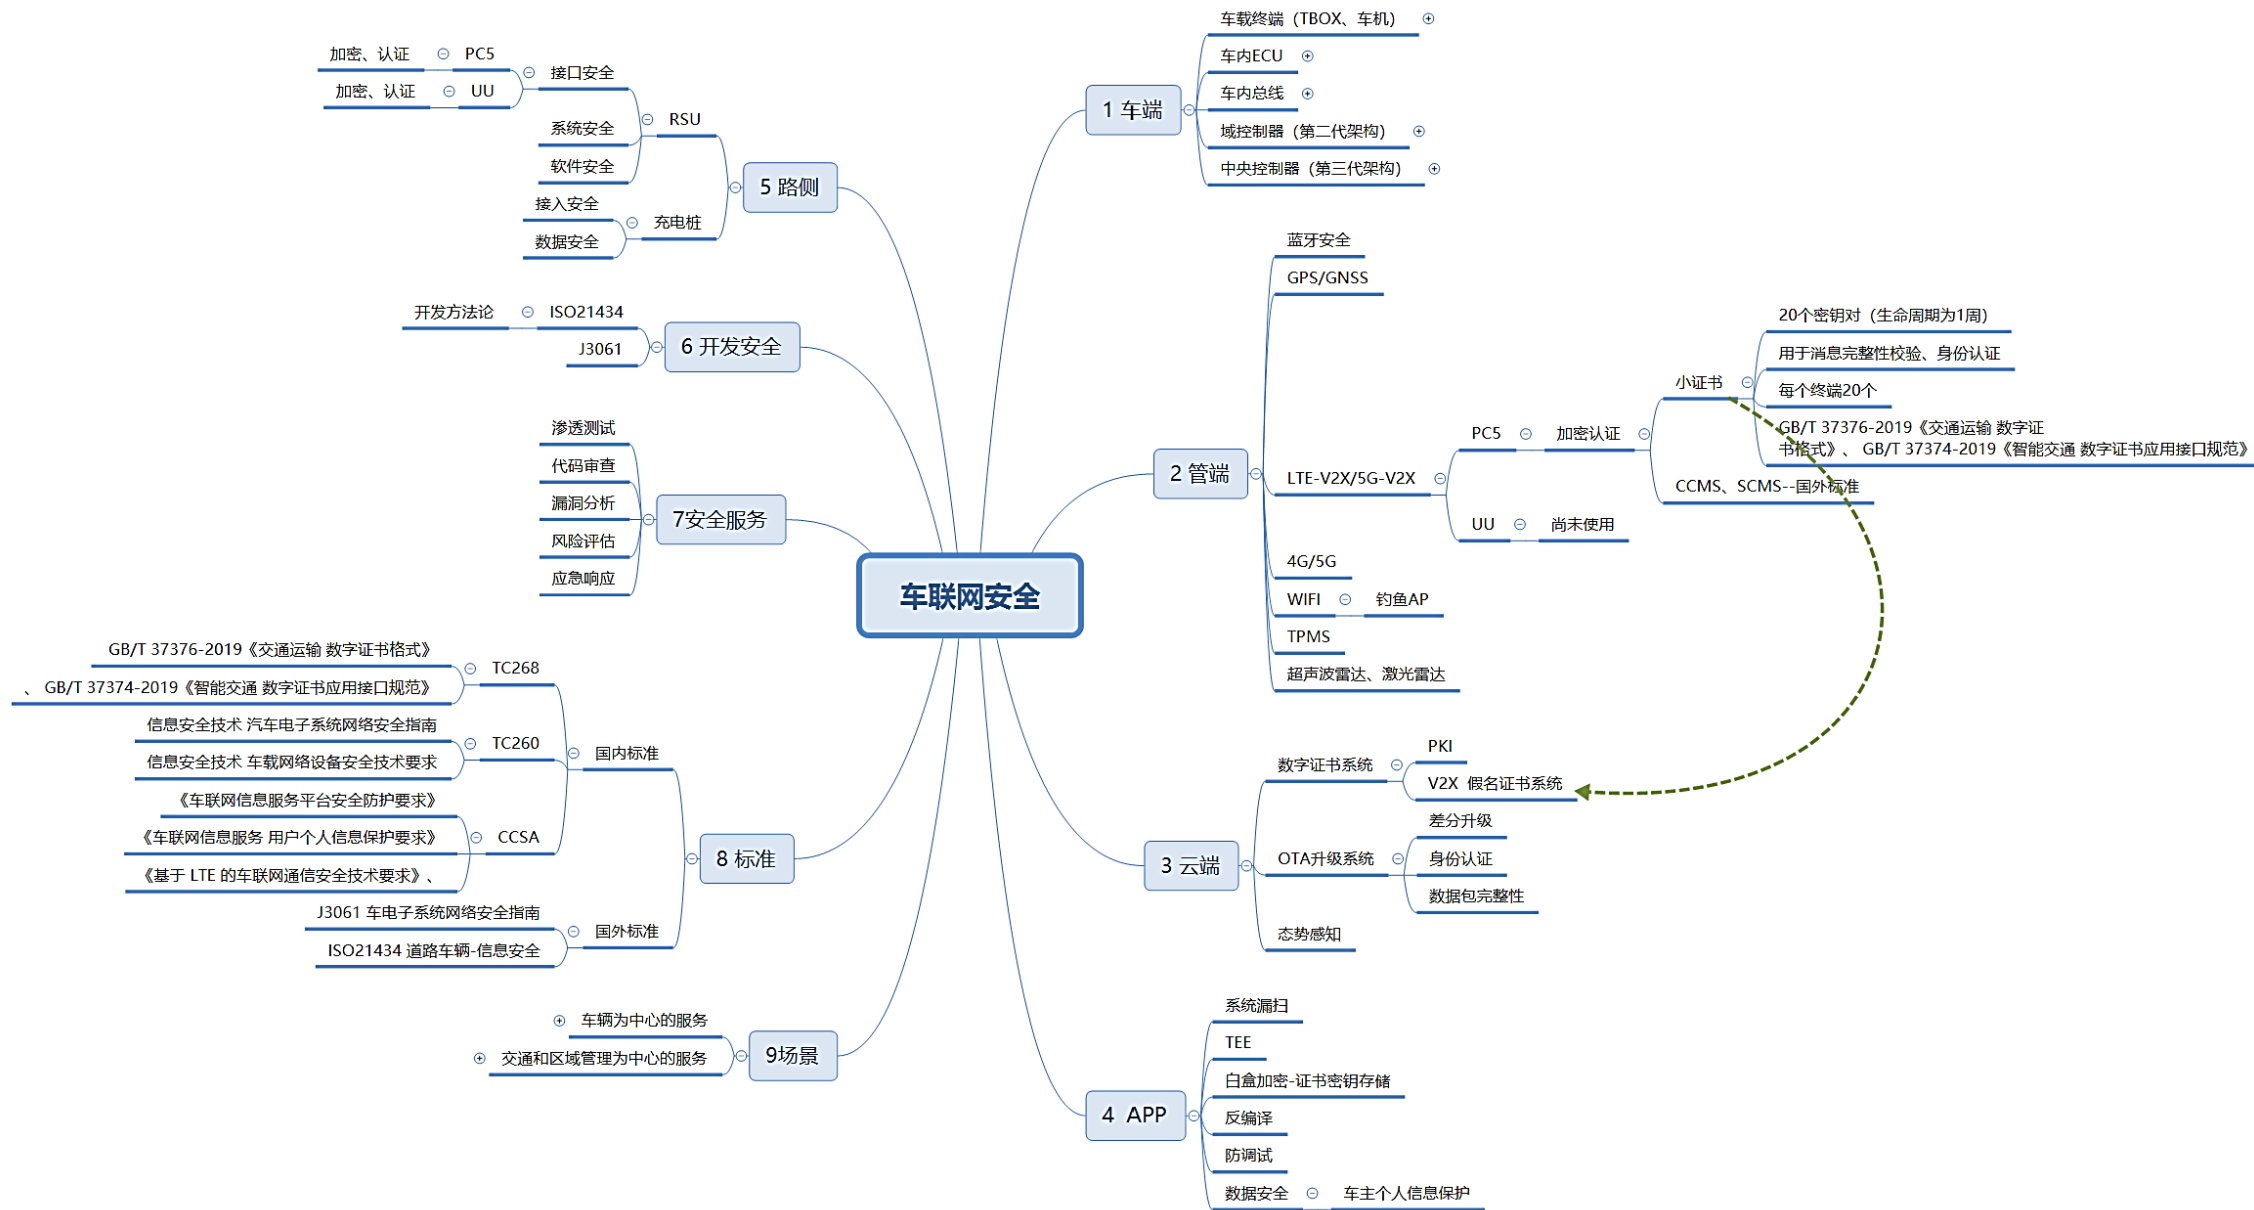 车联网安全
1 车端
车载终端（TBOX、车机）
车内ECU
车内总线
域控制器（第二代架构）
中央控制器（第三代架构）
2 管端
蓝牙安全
GPS/GNSS
LTE-V2X/5G-V2X
PC5
加密认证
小证书
20个密钥对（生命周期为1周）
用于消息完整性校验、身份认证
每个终端20个
GB/T 37376-2019《交通运输 数字证
书格式》、 GB/T 37374-2019《智能交通 数字证书应用接口规范》
CCMS、SCMS--国外标准
UU
尚未使用
4G/5G
WIFI
钓鱼AP
TPMS
超声波雷达、激光雷达
3 云端
数字证书系统
PKI
V2X 假名证书系统
OTA升级系统
差分升级
身份认证
数据包完整性
态势感知
4 APP
系统漏扫
TEE
白盒加密-证书密钥存储
反编译
防调试
数据安全
车主个人信息保护
5 路侧
RSU
接口安全
PC5
加密、认证
UU
加密、认证
系统安全
软件安全
充电桩
接入安全
数据安全
6 开发安全
ISO21434
开发方法论
J3061
7安全服务
渗透测试
代码审查
漏洞分析
风险评估
应急响应
8 标准
国内标准
TC268
GB/T 37376-2019《交通运输 数字证书格式》
、 GB/T 37374-2019《智能交通 数字证书应用接口规范》
TC260
信息安全技术 汽车电子系统网络安全指南
信息安全技术 车载网络设备安全技术要求
CCSA
《车联网信息服务平台安全防护要求》
《车联网信息服务 用户个人信息保护要求》
《基于 LTE 的车联网通信安全技术要求》、
国外标准
J3061 车电子系统网络安全指南
ISO21434 道路车辆-信息安全
9场景
车辆为中心的服务
交通和区域管理为中心的服务